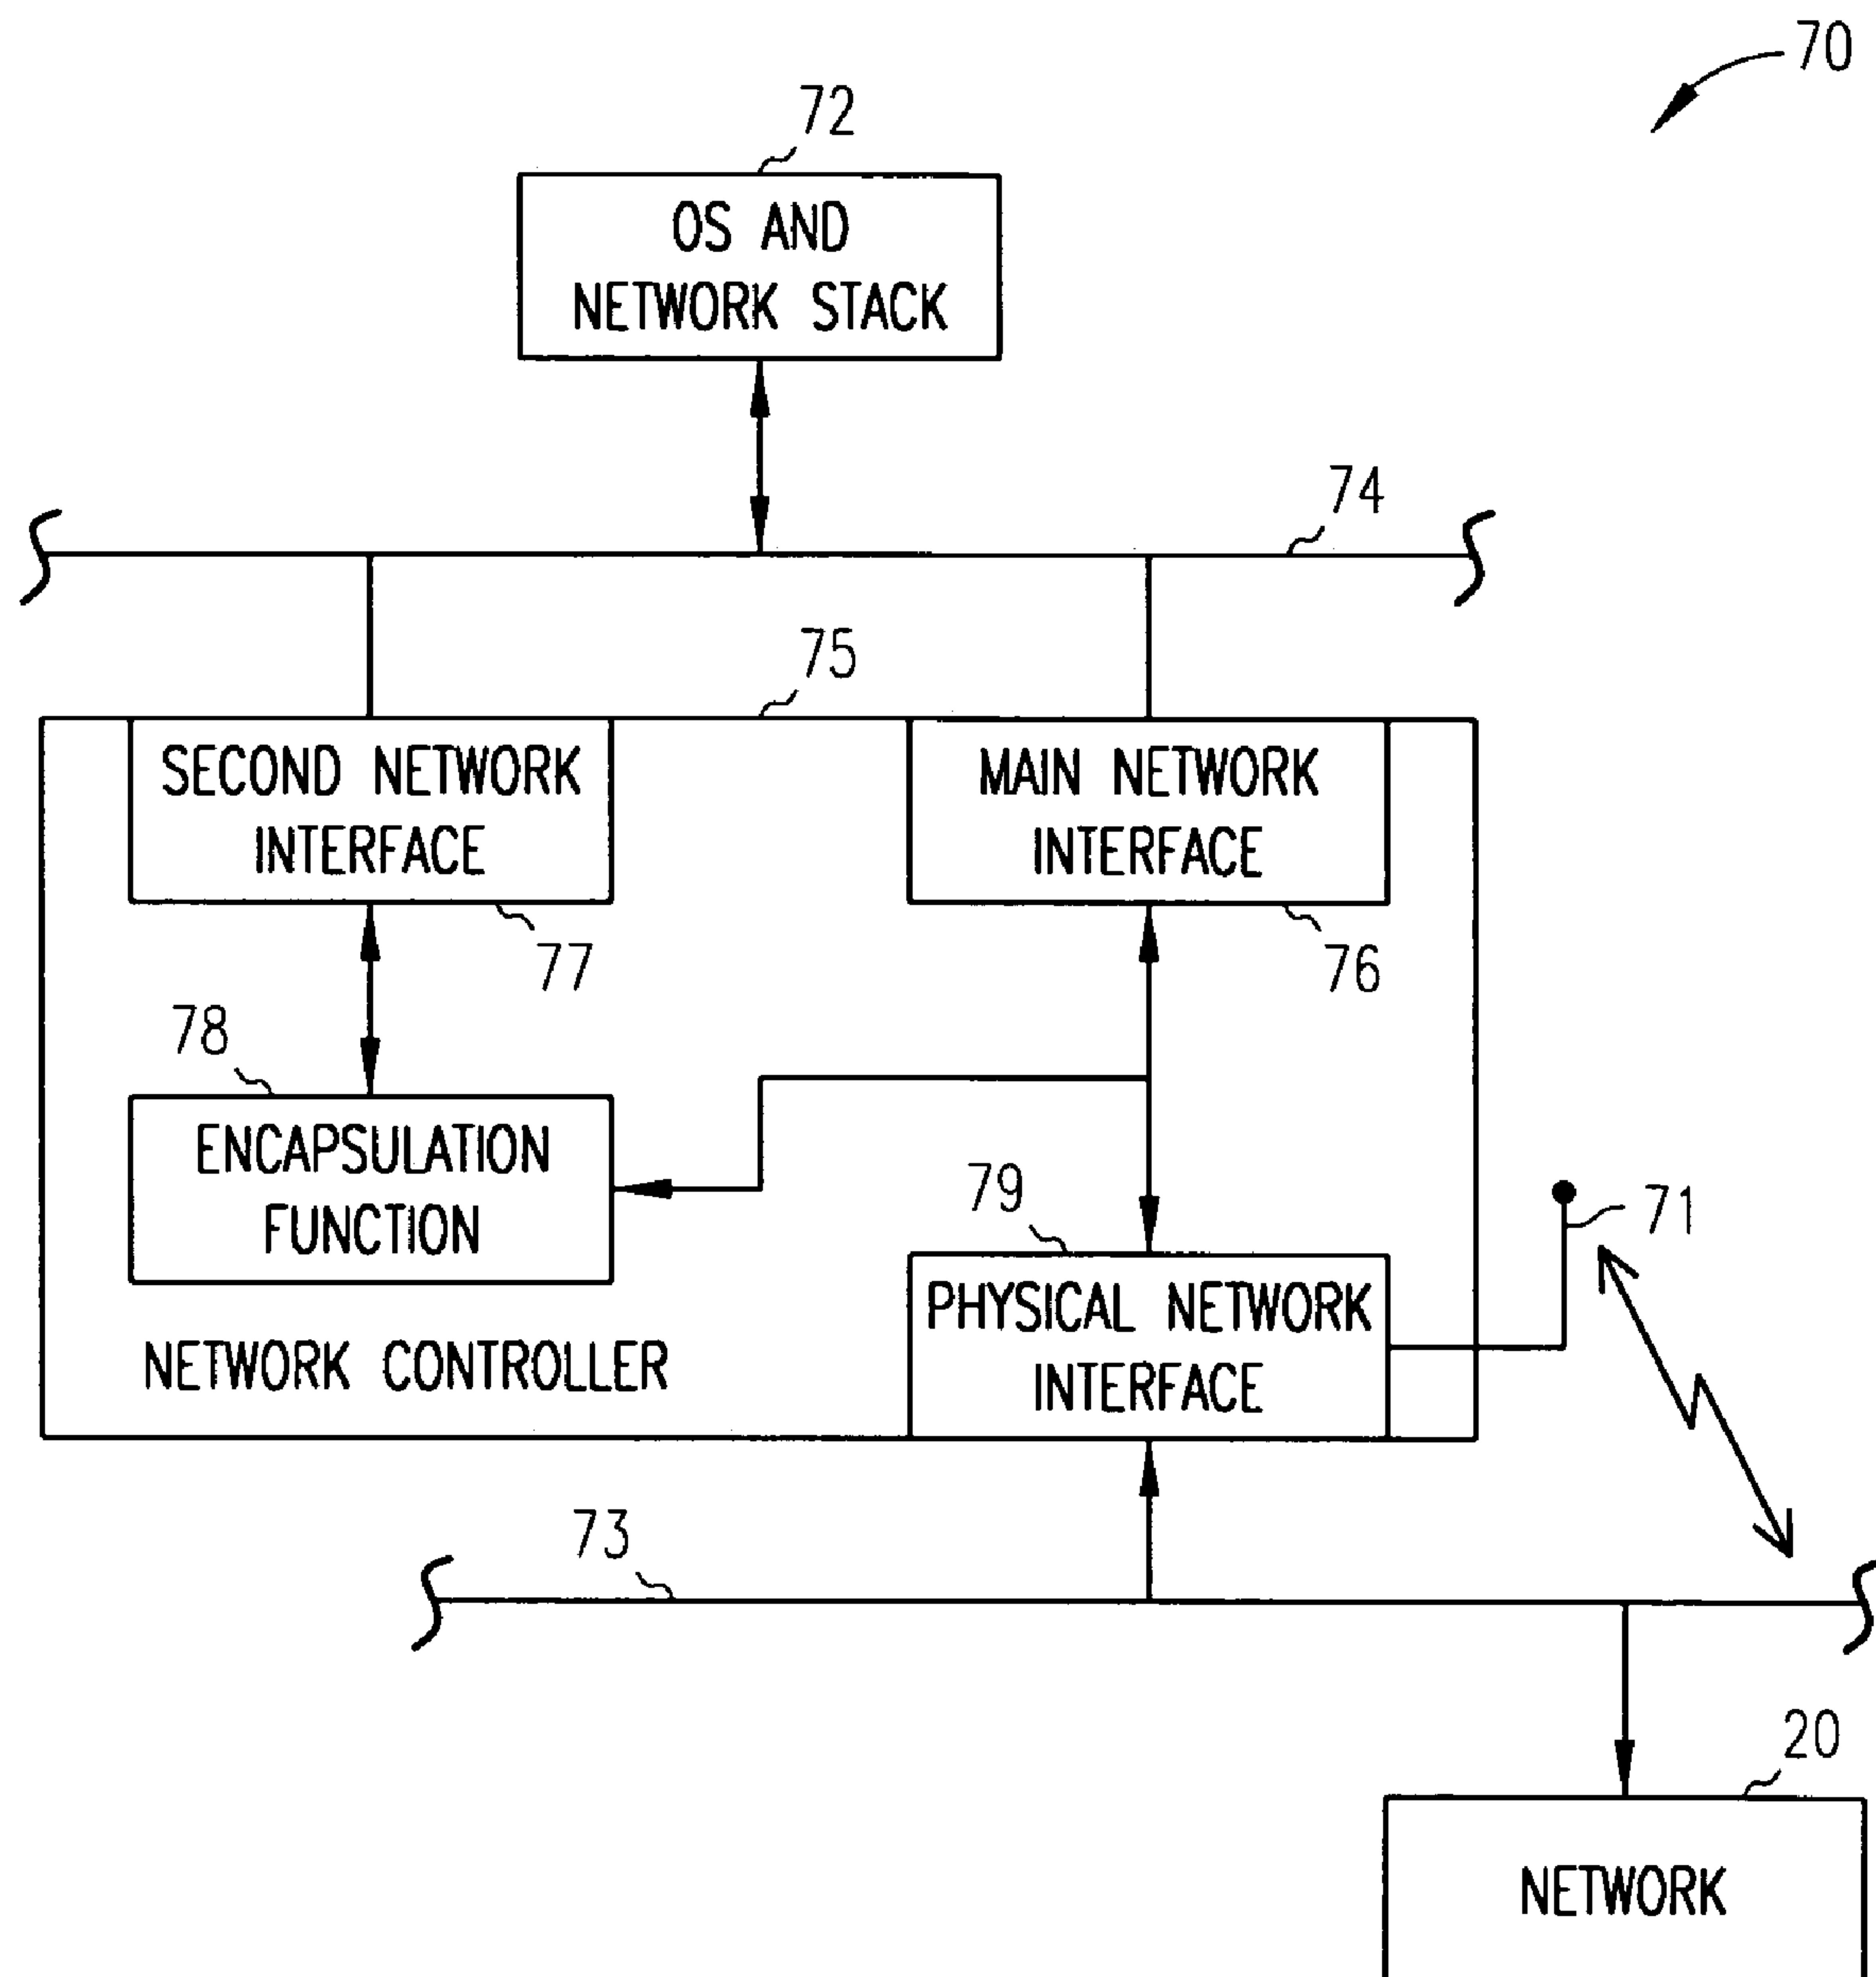 70
72
OS AND
NETWORK STACK
74
75
SECOND NETWORK
INTERFACE
MAIN NETWORK
INTERFACE
77
76
78
ENCAPSULATION
FUNCTION
79
71
PHYSICAL NETWORK
INTERFACE
NETWORK CONTROLLER
73
20
NETWORK